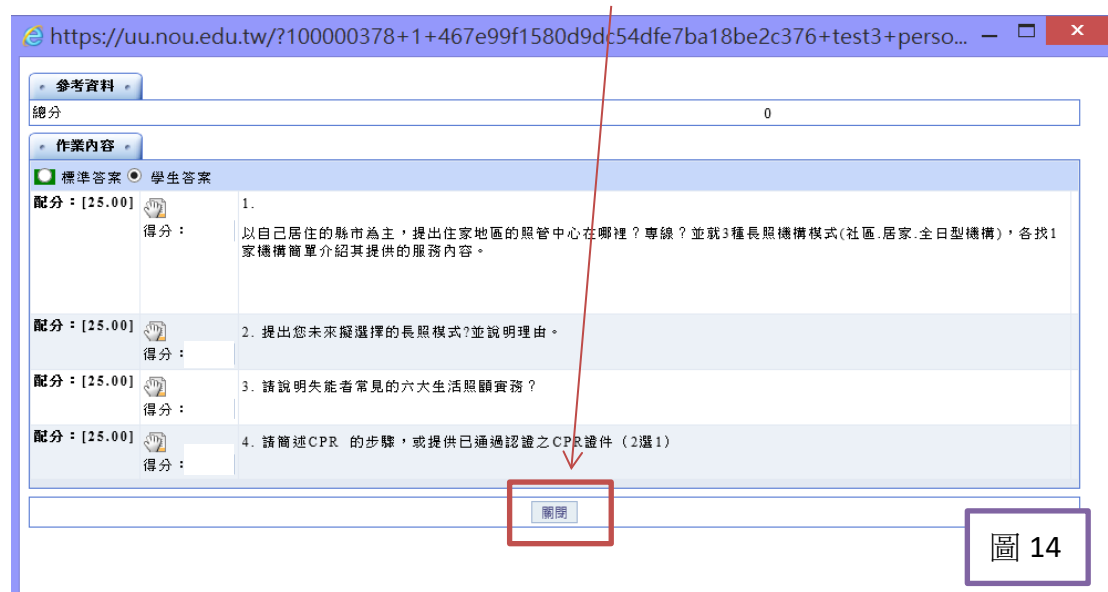 https://uu.nou.edu.tw/?100000378+1+467e99f1580d9dc54dfe7ba18be2c376+test3+perso...
參考資料
總分 0
作業內容
標準答案 學生答案
配分：[25.00] 1.
得分：
以自己居住的縣市為主，提出住家地區的照管中心在哪裡？專線？並就3種長照機構模式(社區.居家.全日型機構)，各找1
家機構簡單介紹其提供的服務內容。
配分：[25.00] 2. 提出您未來擬選擇的長照模式?並說明理由。
得分：
配分：[25.00] 3. 請說明失能者常見的六大生活照顧實務？
得分：
配分：[25.00] 4. 請簡述CPR 的步驟，或提供已通過認證之CPR證件（2選1）
得分：
關閉
圖 14